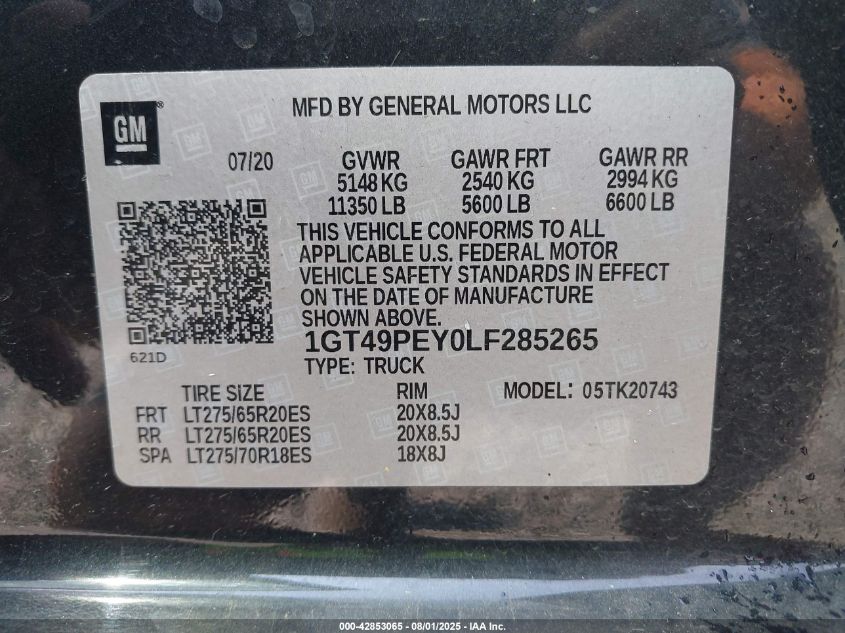 GM ®
MFD BY GENERAL MOTORS LLC
07/20 GVWR GAWR FRT GAWR RR
5148 KG 2540 KG 2994 KG
11350 LB 5600 LB 6600 LB
THIS VEHICLE CONFORMS TO ALL
APPLICABLE U.S. FEDERAL MOTOR
VEHICLE SAFETY STANDARDS IN EFFECT
ON THE DATE OF MANUFACTURE
SHOWN ABOVE.
621D
1GT49PEY0LF285265
TYPE: TRUCK
TIRE SIZE RIM MODEL: 05TK20743
FRT LT275/65R20ES 20X8.5J
RR LT275/65R20ES 20X8.5J
SPA LT275/70R18ES 18X8J
000-42853065 - 08/01/2025 - IAA Inc.